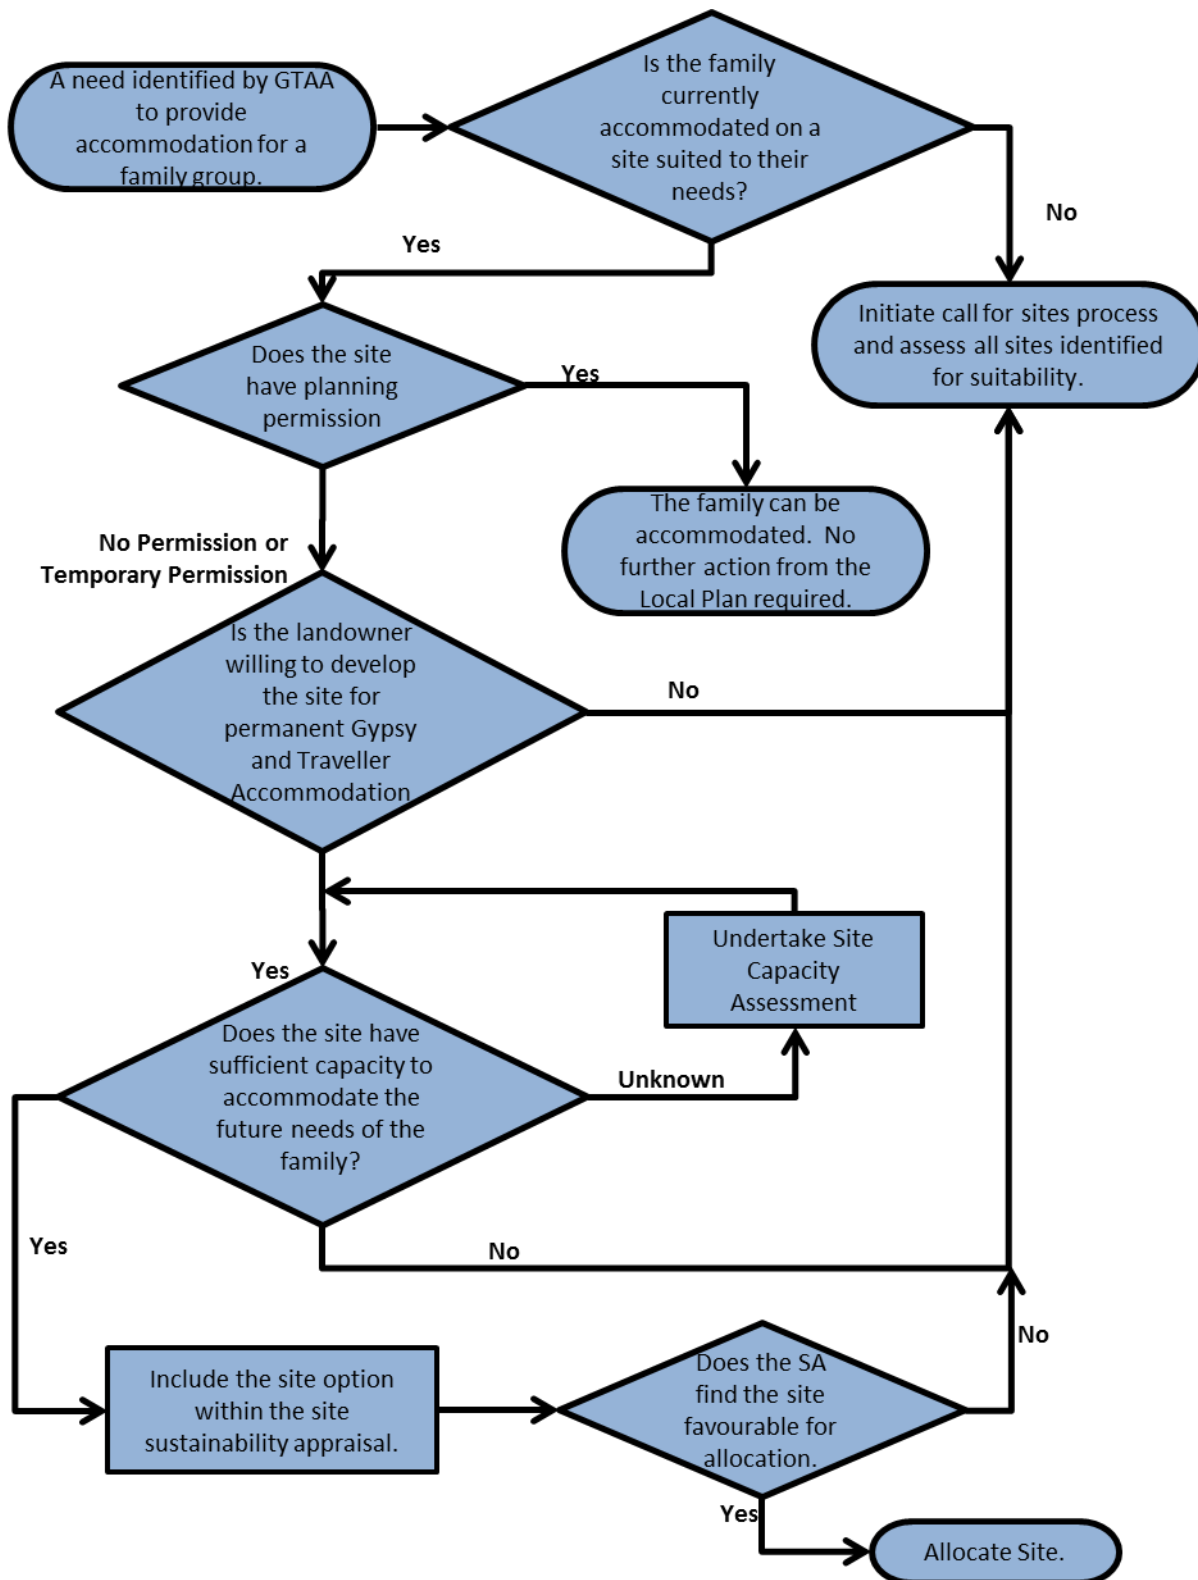 A need identified by GTAA
to provide
accommodation for a
family group.
Is the family
currently
accommodated on a
site suited to their
needs?
No
Yes
Initiate call for sites process
and assess all sites identified
for suitability.
Does the site
have planning
permission
Yes
The family can be
accommodated. No
further action from the
Local Plan required.
No Permission or
Temporary Permission
Is the landowner
willing to develop
the site for
permanent Gypsy
and Traveller
Accommodation
No
Undertake Site
Capacity
Assessment
Yes
Does the site have
sufficient capacity to
accommodate the
future needs of the
family?
Unknown
Yes
No
Include the site option
within the site
sustainability appraisal.
Does the SA
find the site
favourable for
allocation.
No
Yes
Allocate Site.